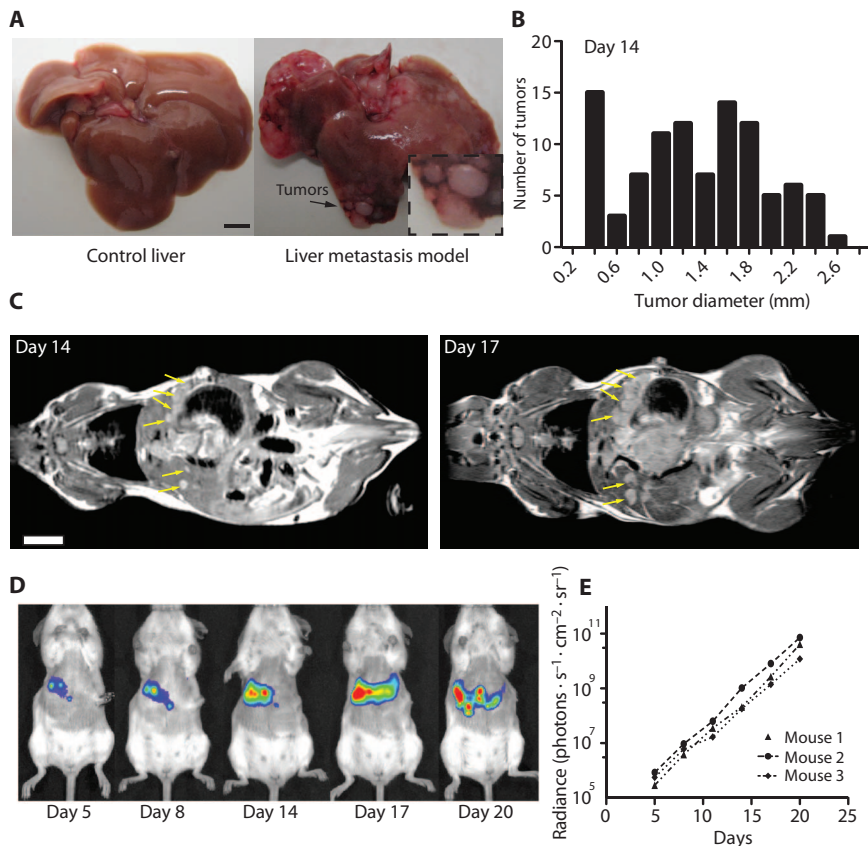 A
Tumors
Control liver
Liver metastasis model
B
Day 14
Number of tumors
20
15
10
5
0
0.2
0.6
1.0
1.4
1.8
2.2
2.6
Tumor diameter (mm)
C
Day 14
Day 17
D
Day 5
Day 8
Day 14
Day 17
Day 20
E
Radiance (photons · s⁻¹ · cm⁻² · sr⁻¹)
10¹¹
10⁹
10⁷
10⁵
Mouse 1
Mouse 2
Mouse 3
0
5
10
15
20
25
Days